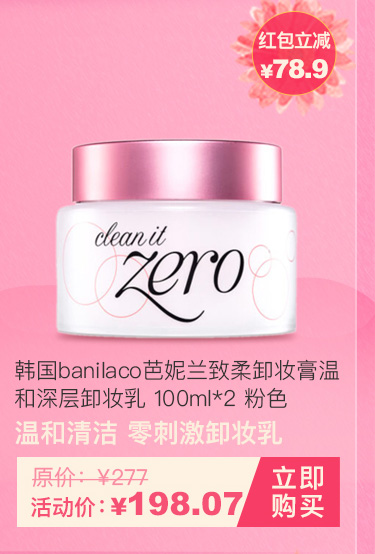 红包立减
¥78.9
clean it
zero
韩国banilaco芭妮兰致柔卸妆膏温
和深层卸妆乳 100ml*2 粉色
温和清洁 零刺激卸妆乳
原价：¥277
活动价：¥198.07
立即
购买